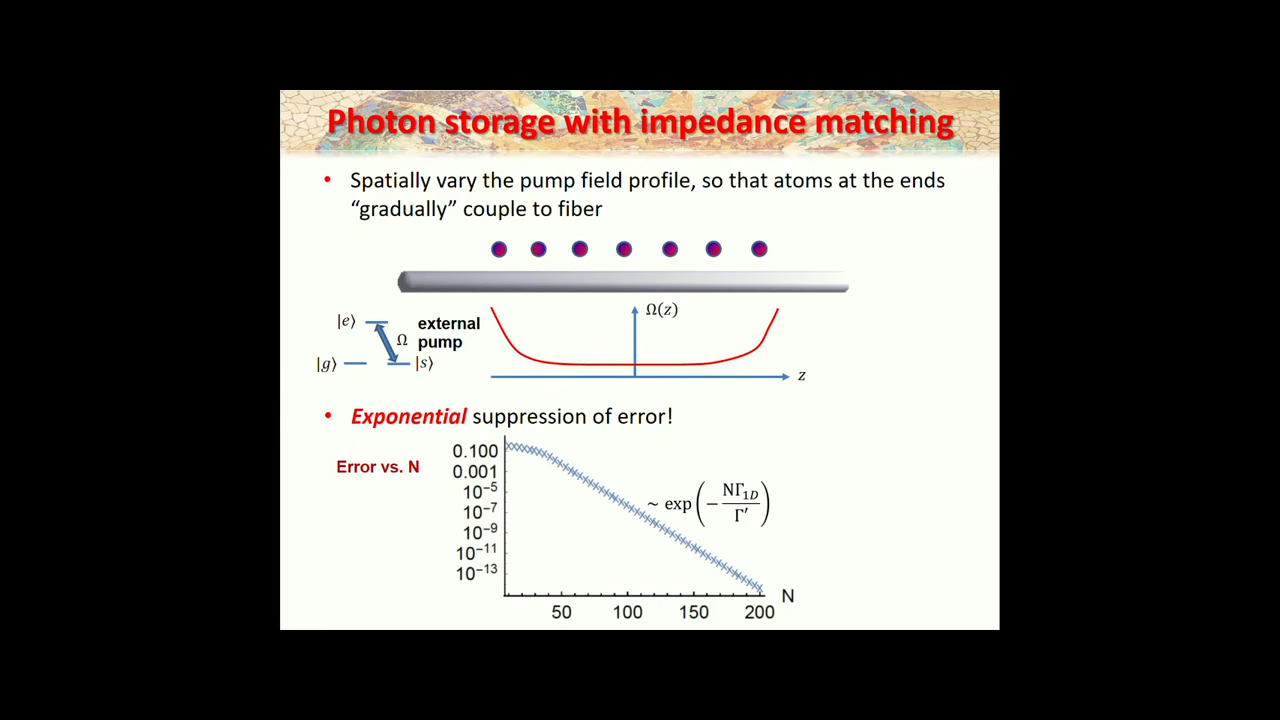 Photon storage with impedance matching
• Spatially vary the pump field profile, so that atoms at the ends
“gradually” couple to fiber
Ω(z)
|e⟩
Ω
external
pump
|g⟩
|s⟩
z
• Exponential suppression of error!
Error vs. N
0.100
0.001
10⁻⁵
10⁻⁷
10⁻⁹
10⁻¹¹
10⁻¹³
~ exp(−NΓ₁D/Γ′)
50 100 150 200
N